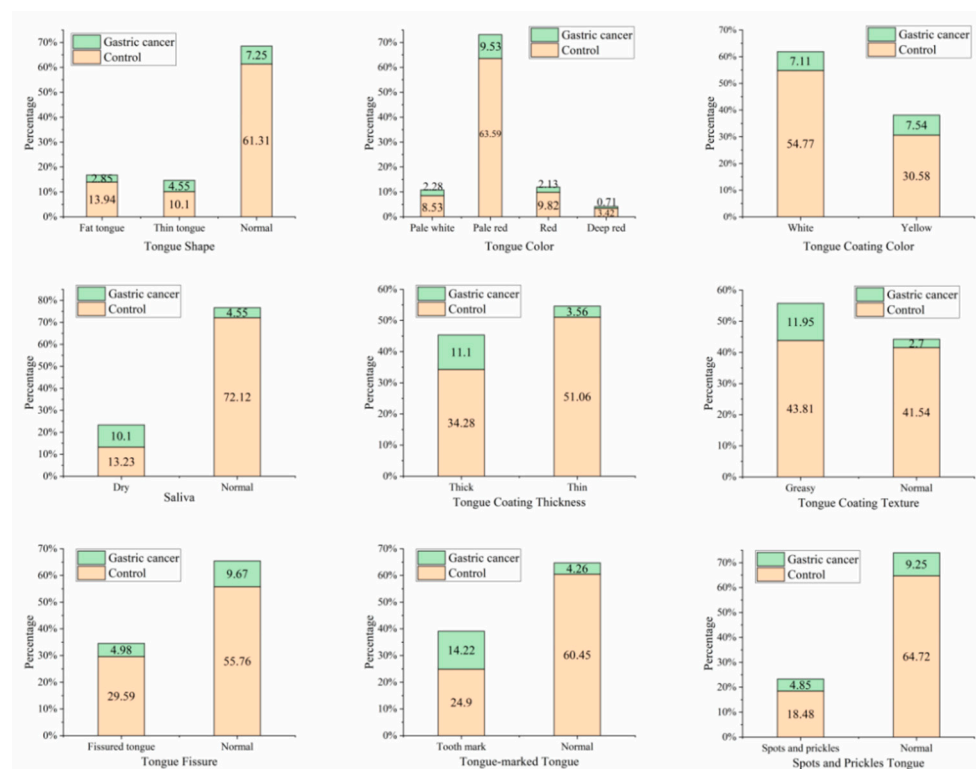 70%
60%
50%
40%
30%
20%
10%
0%
Percentage
Gastric cancer
Control
2.85
13.94
4.55
10.1
7.25
61.31
Fat tongue
Thin tongue
Normal
Tongue Shape
70%
60%
50%
40%
30%
20%
10%
0%
Percentage
Gastric cancer
Control
2.28
8.53
9.53
63.59
2.13
9.82
0.71
3.42
Pale white
Pale red
Red
Deep red
Tongue Color
70%
60%
50%
40%
30%
20%
10%
0%
Percentage
Gastric cancer
Control
7.11
54.77
7.54
30.58
White
Yellow
Tongue Coating Color
80%
70%
60%
50%
40%
30%
20%
10%
0%
Percentage
Gastric cancer
Control
10.1
13.23
4.55
72.12
Dry
Normal
Saliva
60%
50%
40%
30%
20%
10%
0%
Percentage
Gastric cancer
Control
11.1
34.28
3.56
51.06
Thick
Thin
Tongue Coating Thickness
60%
50%
40%
30%
20%
10%
0%
Percentage
Gastric cancer
Control
11.95
43.81
2.7
41.54
Greasy
Normal
Tongue Coating Texture
70%
60%
50%
40%
30%
20%
10%
0%
Percentage
Gastric cancer
Control
4.98
29.59
9.67
55.76
Fissured tongue
Normal
Tongue Fissure
70%
60%
50%
40%
30%
20%
10%
0%
Percentage
Gastric cancer
Control
14.22
24.9
4.26
60.45
Tooth mark
Normal
Tongue-marked Tongue
70%
60%
50%
40%
30%
20%
10%
0%
Percentage
Gastric cancer
Control
4.85
18.48
9.25
64.72
Spots and prickles
Normal
Spots and Prickles Tongue